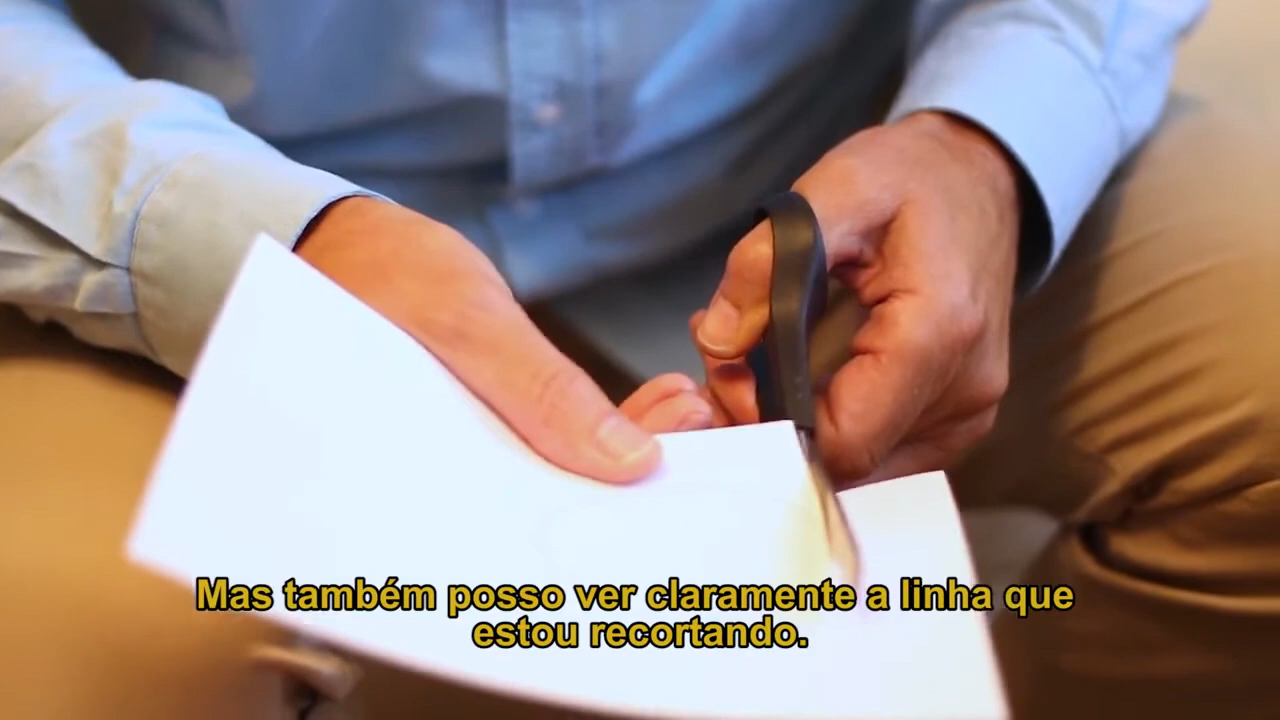 Mas também posso ver claramente a linha que
estou recortando.